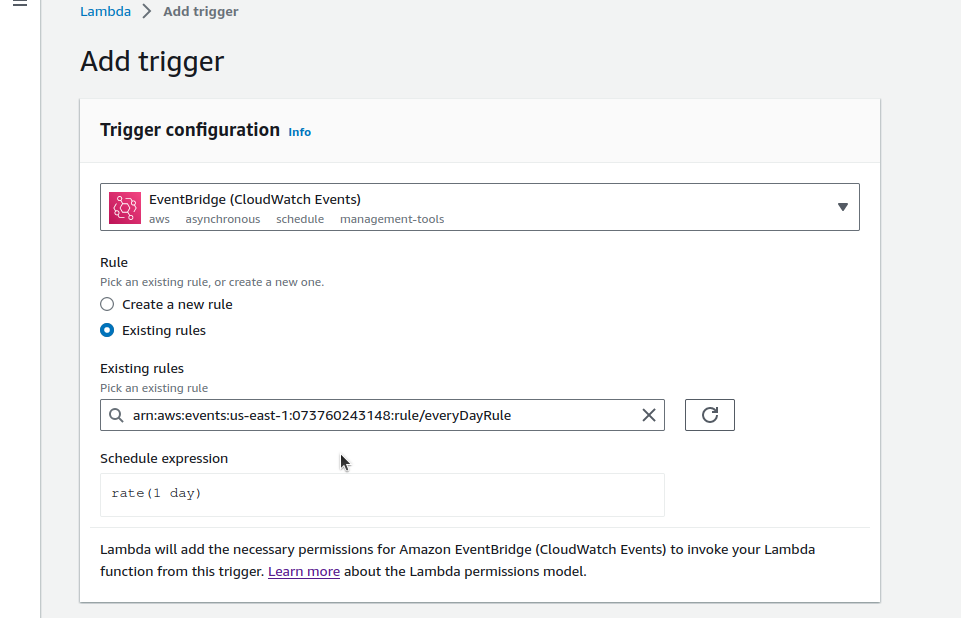 Lambda > Add trigger
Add trigger
Trigger configuration Info
EventBridge (CloudWatch Events)
aws asynchronous schedule management-tools
Rule
Pick an existing rule, or create a new one.
Create a new rule
Existing rules
Existing rules
Pick an existing rule
arn:aws:events:us-east-1:073760243148:rule/everyDayRule
Schedule expression
rate(1 day)
Lambda will add the necessary permissions for Amazon EventBridge (CloudWatch Events) to invoke your Lambda
function from this trigger. Learn more about the Lambda permissions model.